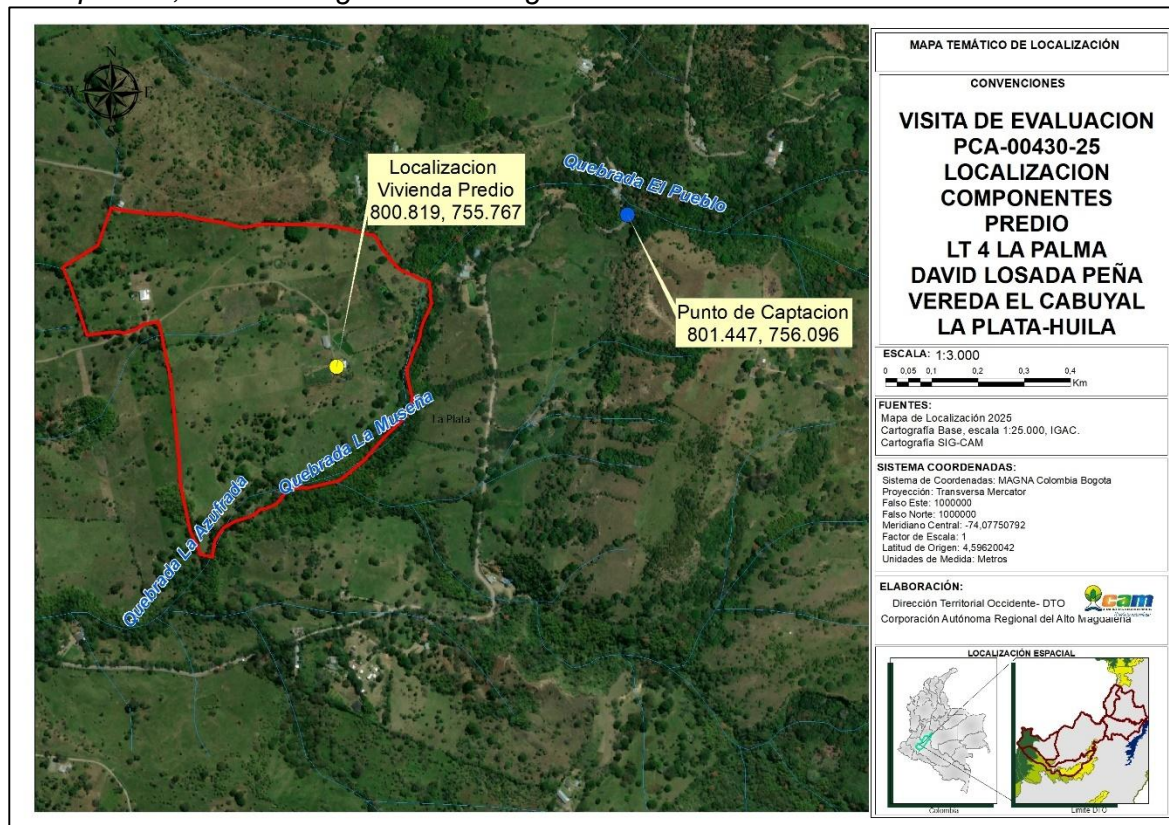 N
W
E
S
Localizacion
Vivienda Predio
800.819, 755.767
Quebrada El Pueblo
Punto de Captacion
801.447, 756.096
Quebrada La Museña
La Plata
Quebrada La Azufrada
MAPA TEMÁTICO DE LOCALIZACIÓN
CONVENCIONES
VISITA DE EVALUACION
PCA-00430-25
LOCALIZACION
COMPONENTES
PREDIO
LT 4 LA PALMA
DAVID LOSADA PEÑA
VEREDA EL CABUYAL
LA PLATA-HUILA
ESCALA: 1:3.000
0 0,05 0,1 0,2 0,3 0,4
Km
FUENTES:
Mapa de Localización 2025
Cartografía Base, escala 1:25.000, IGAC.
Cartografía SIG-CAM
SISTEMA COORDENADAS:
Sistema de Coordenadas: MAGNA Colombia Bogota
Proyección: Transversa Mercator
Falso Este: 1000000
Falso Norte: 1000000
Meridiano Central: -74,07750792
Factor de Escala: 1
Latitud de Origen: 4,59620042
Unidades de Medida: Metros
ELABORACIÓN:
Dirección Territorial Occidente- DTO
Corporación Autónoma Regional del Alto Magdalena
cam
LOCALIZACIÓN ESPACIAL
Colombia
Limite DTO